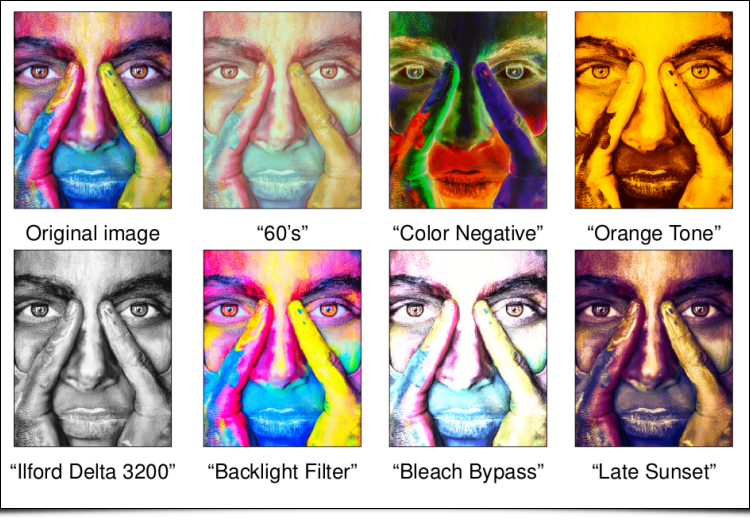 Original image
“60’s”
“Color Negative”
“Orange Tone”
“Ilford Delta 3200”
“Backlight Filter”
“Bleach Bypass”
“Late Sunset”